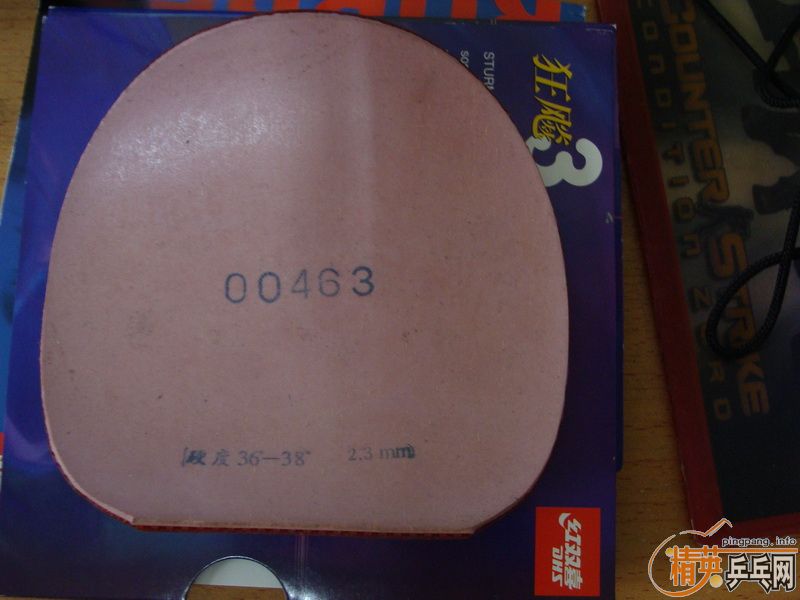 狂飚3
00463
(硬度 36°—38° 2.3 mm)
红双喜
DHS
COUNTER STRIKE
CONDITION ZERO
pingpang.info
精英乒乓网